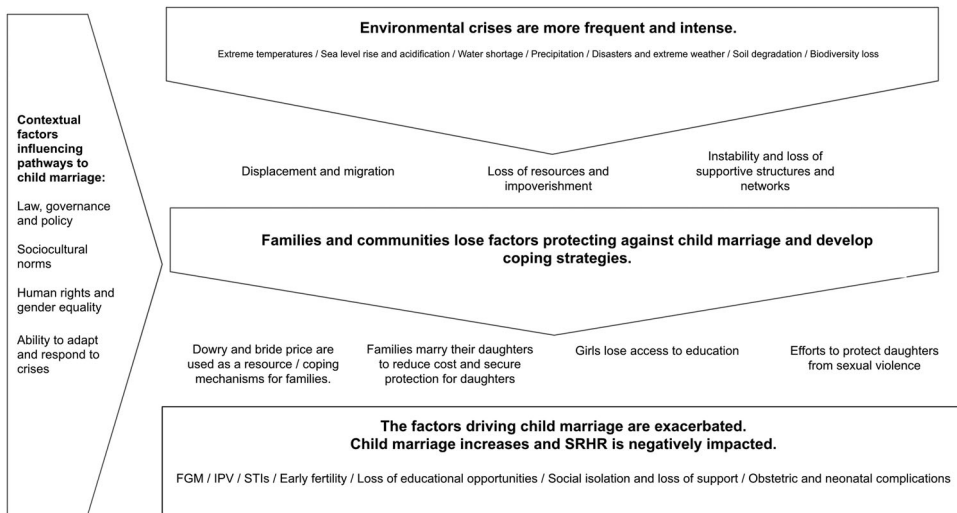 Contextual
factors
influencing
pathways to
child marriage:
Law, governance
and policy
Sociocultural
norms
Human rights and
gender equality
Ability to adapt
and respond to
crises
Environmental crises are more frequent and intense.
Extreme temperatures / Sea level rise and acidification / Water shortage / Precipitation / Disasters and extreme weather / Soil degradation / Biodiversity loss
Displacement and migration
Loss of resources and
impoverishment
Instability and loss of
supportive structures and
networks
Families and communities lose factors protecting against child marriage and develop
coping strategies.
Dowry and bride price are
used as a resource / coping
mechanisms for families.
Families marry their daughters
to reduce cost and secure
protection for daughters
Girls lose access to education
Efforts to protect daughters
from sexual violence
The factors driving child marriage are exacerbated.
Child marriage increases and SRHR is negatively impacted.
FGM / IPV / STIs / Early fertility / Loss of educational opportunities / Social isolation and loss of support / Obstetric and neonatal complications